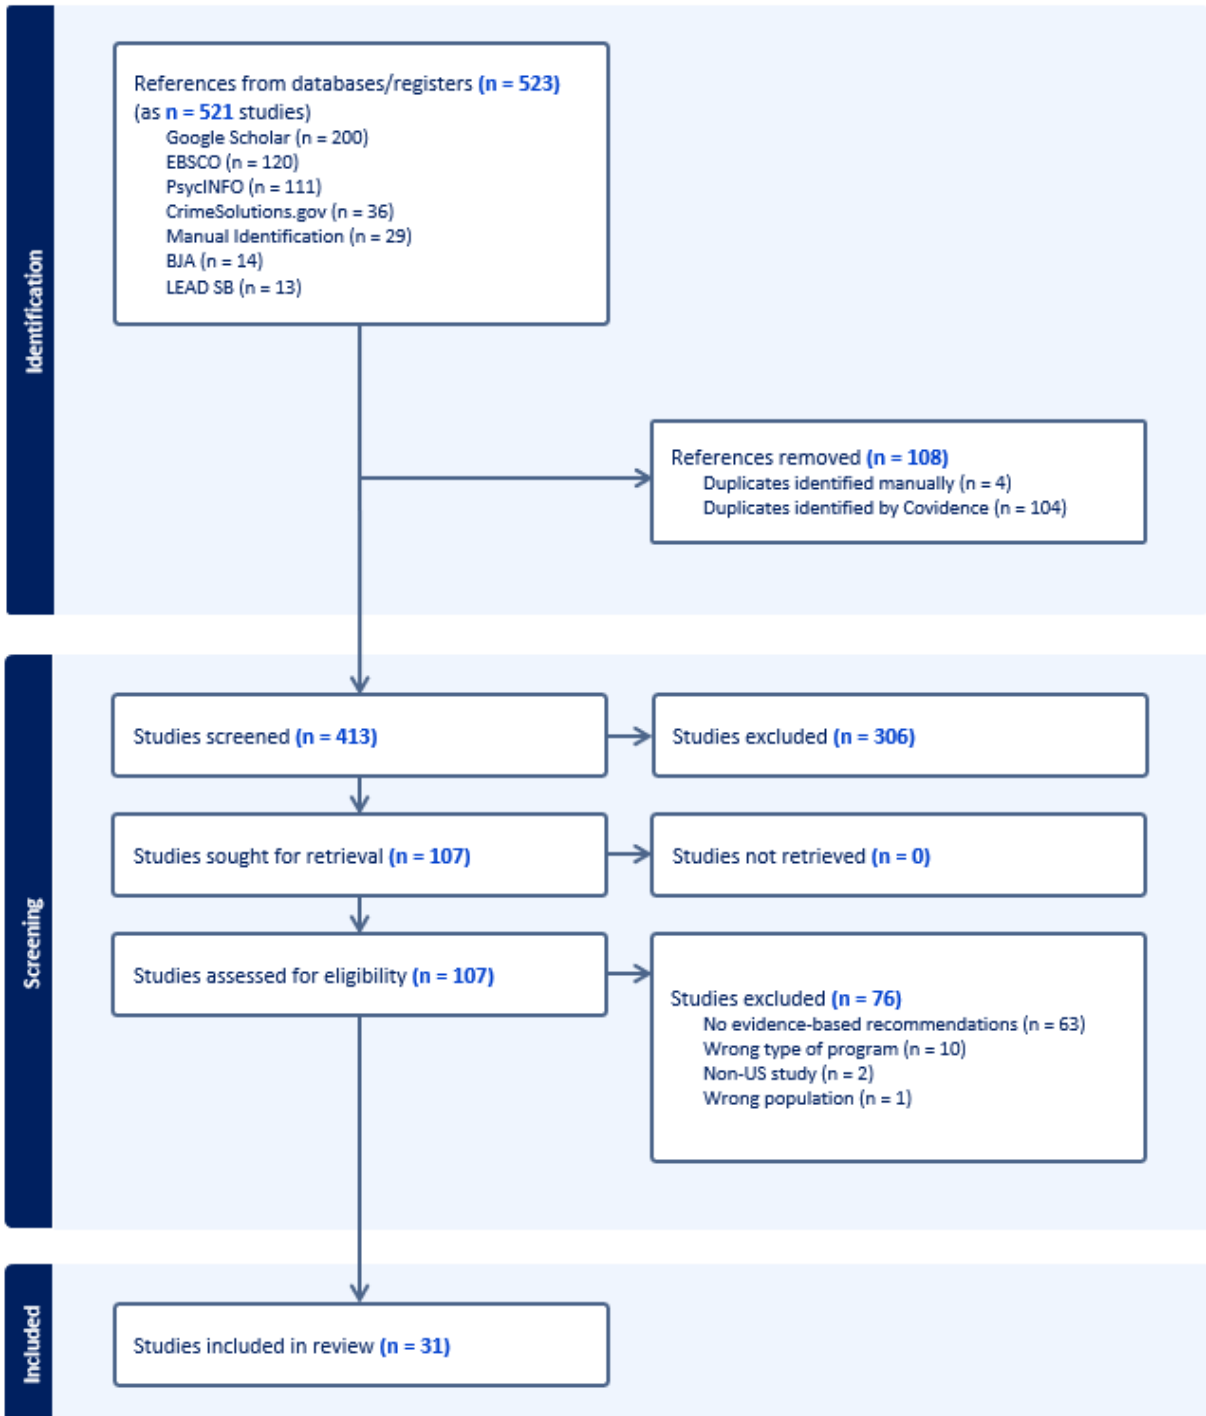 Identification
References from databases/registers (n = 523)
(as n = 521 studies)
Google Scholar (n = 200)
EBSCO (n = 120)
PsycINFO (n = 111)
CrimeSolutions.gov (n = 36)
Manual Identification (n = 29)
BJA (n = 14)
LEAD SB (n = 13)
References removed (n = 108)
Duplicates identified manually (n = 4)
Duplicates identified by Covidence (n = 104)
Screening
Studies screened (n = 413)
Studies excluded (n = 306)
Studies sought for retrieval (n = 107)
Studies not retrieved (n = 0)
Studies assessed for eligibility (n = 107)
Studies excluded (n = 76)
No evidence-based recommendations (n = 63)
Wrong type of program (n = 10)
Non-US study (n = 2)
Wrong population (n = 1)
Included
Studies included in review (n = 31)